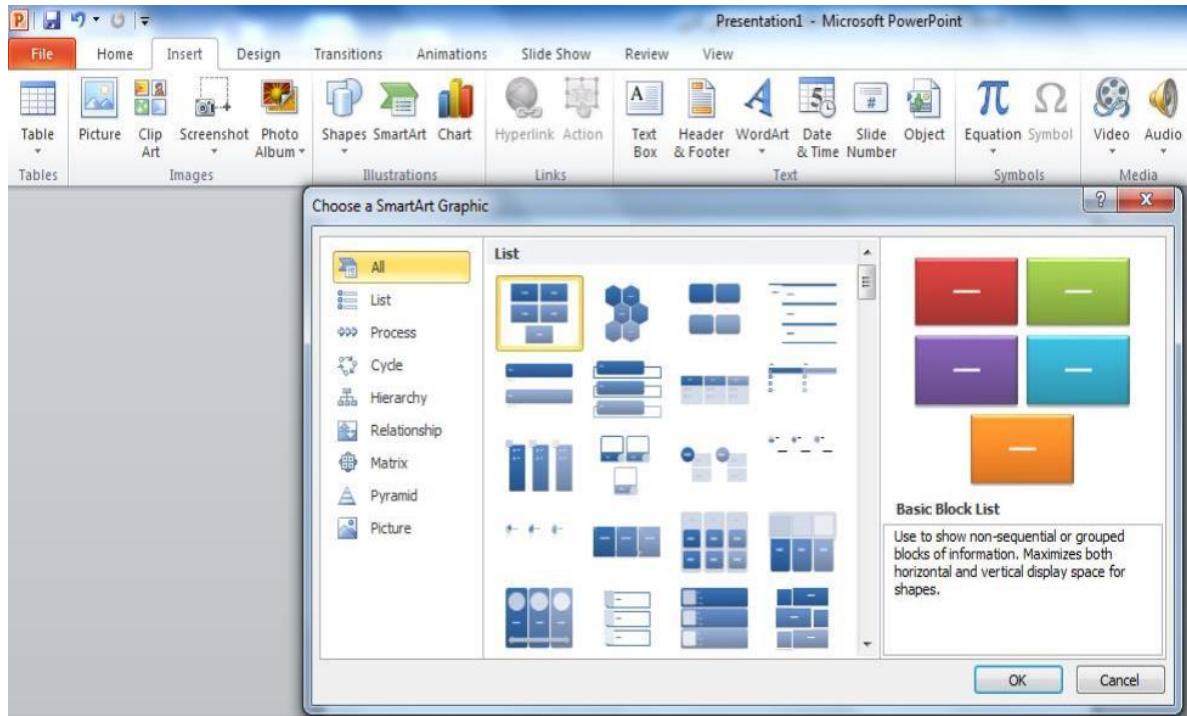 P
Presentation1 - Microsoft PowerPoint
File Home Insert Design Transitions Animations Slide Show Review View
Table Picture Clip Art Screenshot Photo Album Shapes SmartArt Chart Hyperlink Action Text Box Header & Footer WordArt Date & Time Slide Number Object Equation Symbol Video Audio
Tables Images Illustrations Links Text Symbols Media
Choose a SmartArt Graphic
All
List
Process
Cycle
Hierarchy
Relationship
Matrix
Pyramid
Picture
List
Basic Block List
Use to show non-sequential or grouped
blocks of information. Maximizes both
horizontal and vertical display space for
shapes.
OK Cancel